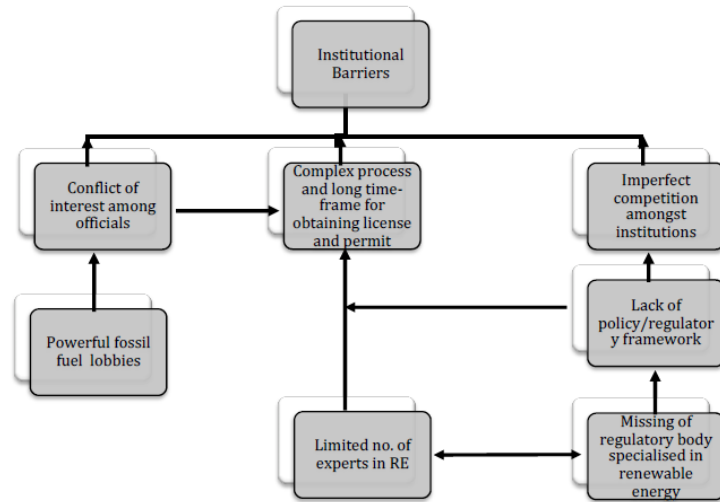 Institutional
Barriers
Conflict of
interest among
officials
Complex process
and long time-
frame for
obtaining license
and permit
Imperfect
competition
amongst
institutions
Powerful fossil
fuel lobbies
Lack of
policy/regulator
y framework
Limited no. of
experts in RE
Missing of
regulatory body
specialised in
renewable
energy